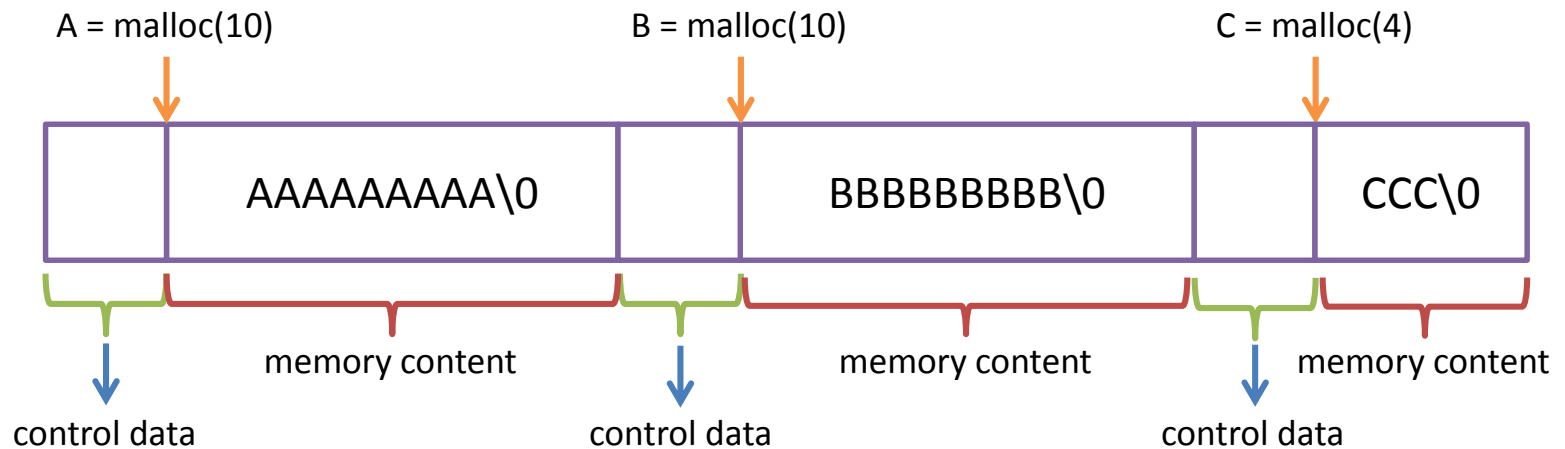 A = malloc(10) B = malloc(10) C = malloc(4)
AAAAAAAAA\0 BBBBBBBBB\0 CCC\0
memory content memory content memory content
control data control data control data